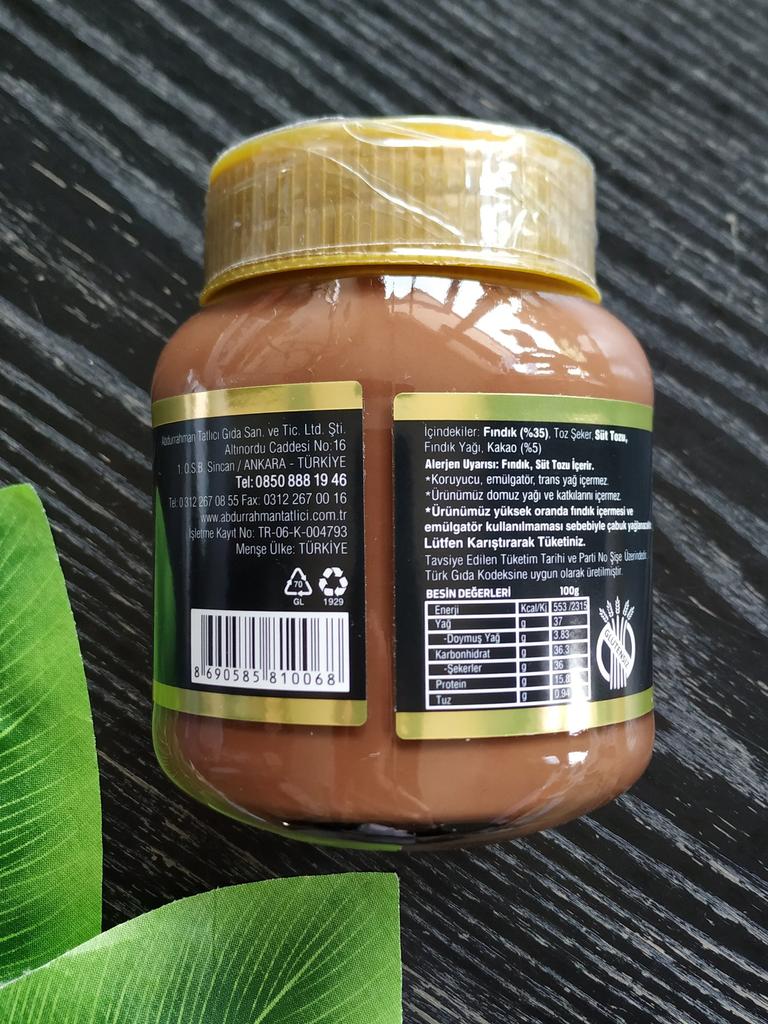 Abdurrahman Tatlıcı Gıda San. ve Tic. Ltd. Şti.
Altınordu Caddesi No:16
1. O.S.B. Sincan / ANKARA - TÜRKİYE
Tel: 0850 888 19 46
Tel: 0 312 267 08 55 Fax: 0312 267 00 16
www.abdurrahmantatlici.com.tr
İşletme Kayıt No: TR-06-K-004793
Menşe Ülke: TÜRKİYE
70
GL
1929
8 690585 810068
İçindekiler: Fındık (%35), Toz Şeker, Süt Tozu,
Fındık Yağı, Kakao (%5)
Alerjen Uyarısı: Fındık, Süt Tozu İçerir.
*Koruyucu, emülgatör, trans yağ içermez.
*Ürünümüz domuz yağı ve katkılarını içermez.
*Ürünümüz yüksek oranda fındık içermesi ve
emülgatör kullanılmaması sebebiyle çabuk
Lütfen Karıştırarak Tüketiniz.
Tavsiye Edilen Tüketim Tarihi ve Parti No Şişe Üzerindedir.
Türk Gıda Kodeksine uygun olarak üretilmiştir.
BESİN DEĞERLERİ 100g
Enerji Kcal/Kj 553 /2315
Yağ g 37
-Doymuş Yağ g 3.83
Karbonhidrat g 36.3
-Şekerler g 36
Protein g 15.8
Tuz g 0.94